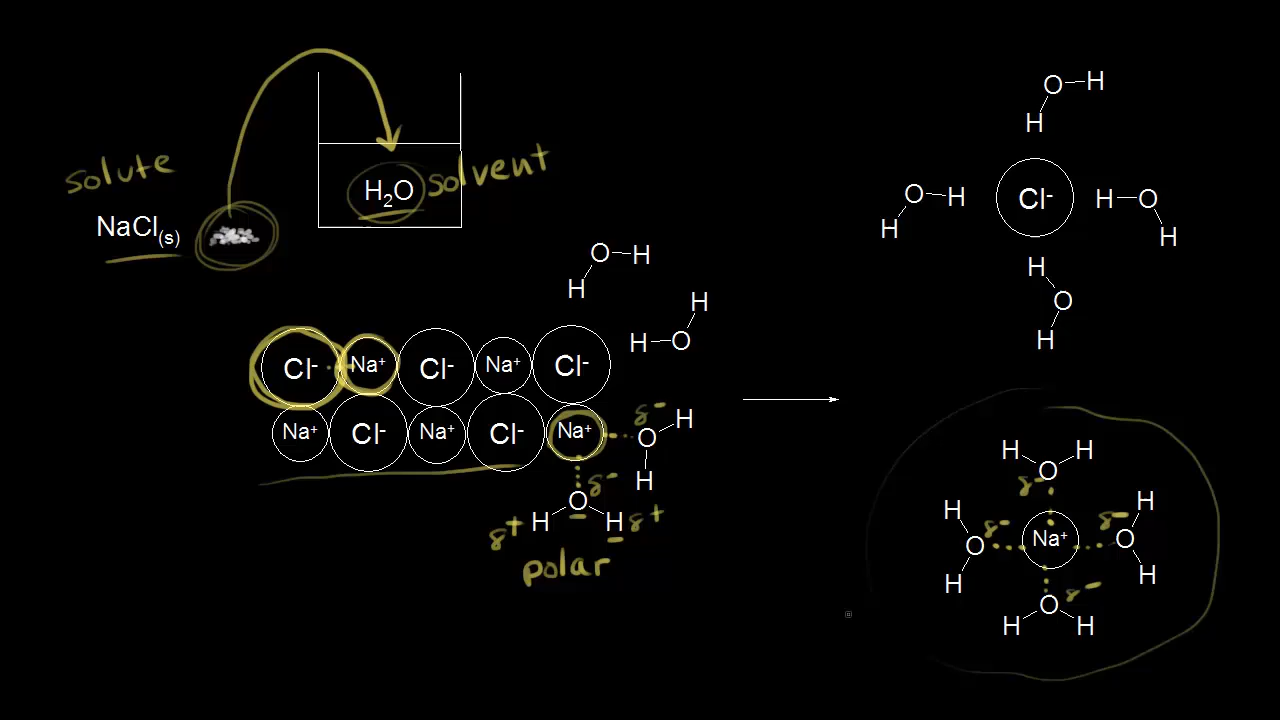 solute
NaCl(s)
H₂O solvent
H
O–H
H
O–H
H
Cl⁻
H–O
H
H
O
H
O–H
H
H
H–O
Cl⁻ Na⁺ Cl⁻ Na⁺ Cl⁻
Na⁺ Cl⁻ Na⁺ Cl⁻ Na⁺
δ⁻
H
O
H
δ⁻
O
δ⁺ H H δ⁺
polar
H H
O
δ⁻
H
δ⁻
O
H
Na⁺
δ⁻
H
O
H
δ⁻
O
H H